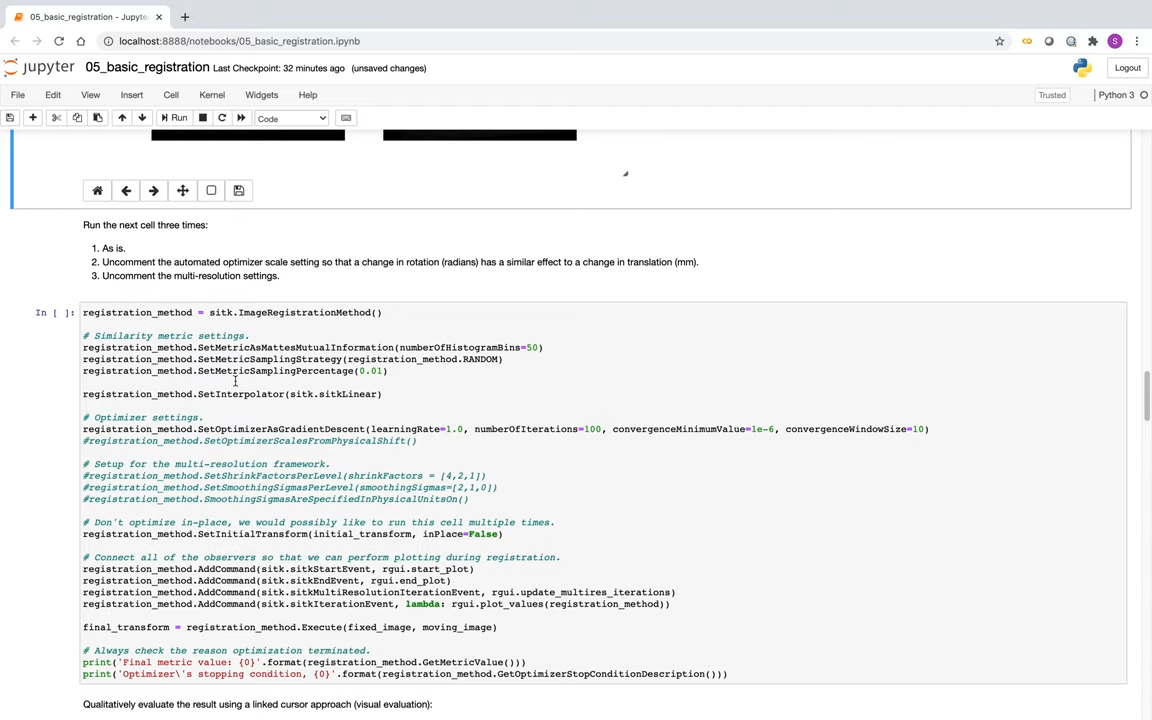 05_basic_registration - Jupyter
localhost:8888/notebooks/05_basic_registration.ipynb
S
jupyter 05_basic_registration Last Checkpoint: 32 minutes ago (unsaved changes)
Logout
File Edit View Insert Cell Kernel Widgets Help
Trusted
Python 3
Run
Code
Run the next cell three times:
1. As is.
2. Uncomment the automated optimizer scale setting so that a change in rotation (radians) has a similar effect to a change in translation (mm).
3. Uncomment the multi-resolution settings.
In [ ]:
registration_method = sitk.ImageRegistrationMethod()
# Similarity metric settings.
registration_method.SetMetricAsMattesMutualInformation(numberOfHistogramBins=50)
registration_method.SetMetricSamplingStrategy(registration_method.RANDOM)
registration_method.SetMetricSamplingPercentage(0.01)
registration_method.SetInterpolator(sitk.sitkLinear)
# Optimizer settings.
registration_method.SetOptimizerAsGradientDescent(learningRate=1.0, numberOfIterations=100, convergenceMinimumValue=1e-6, convergenceWindowSize=10)
#registration_method.SetOptimizerScalesFromPhysicalShift()
# Setup for the multi-resolution framework.
#registration_method.SetShrinkFactorsPerLevel(shrinkFactors = [4,2,1])
#registration_method.SetSmoothingSigmasPerLevel(smoothingSigmas=[2,1,0])
#registration_method.SmoothingSigmasAreSpecifiedInPhysicalUnitsOn()
# Don't optimize in-place, we would possibly like to run this cell multiple times.
registration_method.SetInitialTransform(initial_transform, inPlace=False)
# Connect all of the observers so that we can perform plotting during registration.
registration_method.AddCommand(sitk.sitkStartEvent, rgui.start_plot)
registration_method.AddCommand(sitk.sitkEndEvent, rgui.end_plot)
registration_method.AddCommand(sitk.sitkMultiResolutionIterationEvent, rgui.update_multires_iterations)
registration_method.AddCommand(sitk.sitkIterationEvent, lambda: rgui.plot_values(registration_method))
final_transform = registration_method.Execute(fixed_image, moving_image)
# Always check the reason optimization terminated.
print('Final metric value: {0}'.format(registration_method.GetMetricValue()))
print('Optimizer\'s stopping condition, {0}'.format(registration_method.GetOptimizerStopConditionDescription()))
Qualitatively evaluate the result using a linked cursor approach (visual evaluation):